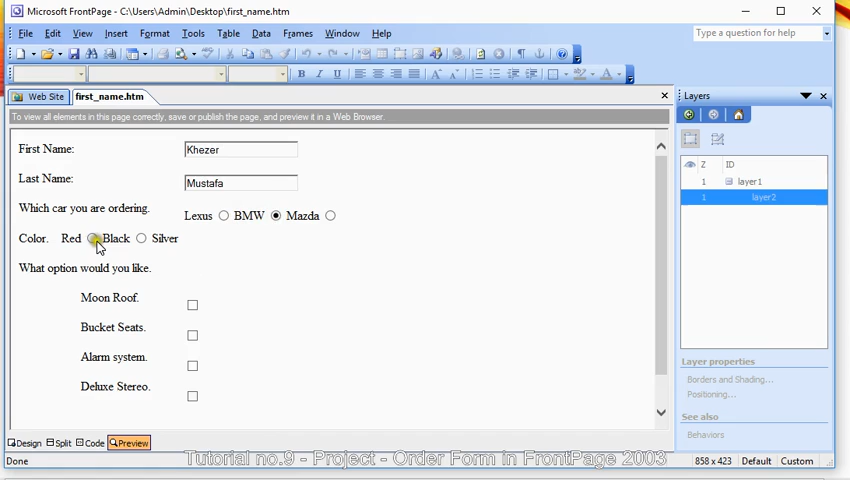 Microsoft FrontPage - C:\Users\Admin\Desktop\first_name.htm
File Edit View Insert Format Tools Table Data Frames Window Help
Type a question for help
Web Site first_name.htm
To view all elements in this page correctly, save or publish the page, and preview it in a Web Browser.
First Name: Khezer
Last Name: Mustafa
Which car you are ordering. Lexus BMW Mazda
Color. Red Black Silver
What option would you like.
Moon Roof.
Bucket Seats.
Alarm system.
Deluxe Stereo.
Design Split Code Preview
Done 858 x 423 Default Custom
Layers
Z ID
1 layer1
1 layer2
Layer properties
Borders and Shading...
Positioning...
See also
Behaviors
Tutorial no.9 - Project - Order Form in FrontPage 2003